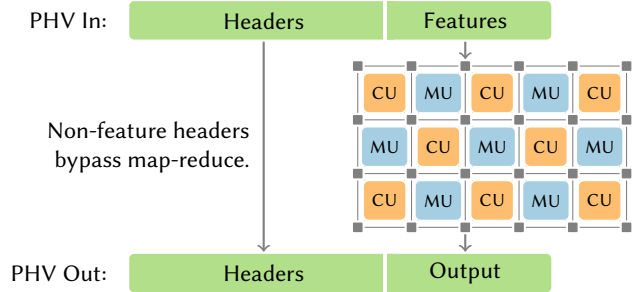 PHV In: Headers Features
CU MU CU MU CU
Non-feature headers
bypass map-reduce.
MU CU MU CU MU
CU MU CU MU CU
PHV Out: Headers Output